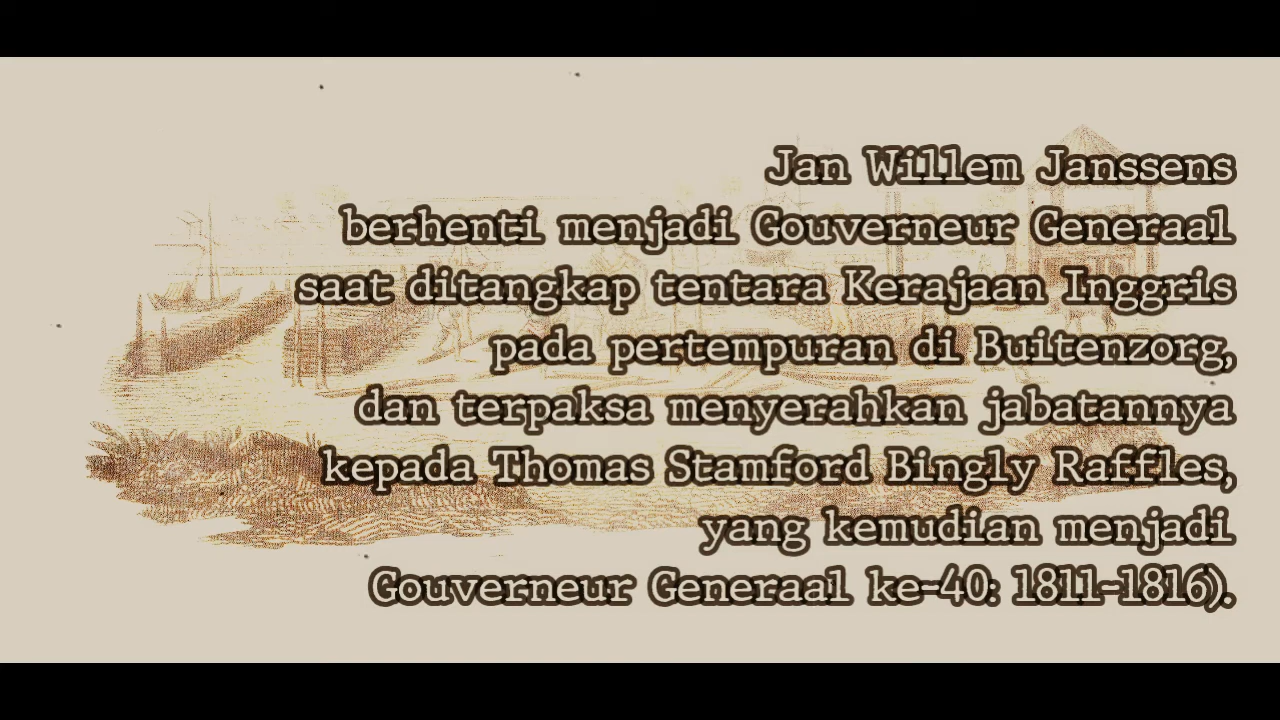 Jan Willem Janssens
berhenti menjadi Gouverneur Generaal
saat ditangkap tentara Kerajaan Inggris
pada pertempuran di Buitenzorg,
dan terpaksa menyerahkan jabatannya
kepada Thomas Stamford Bingly Raffles,
yang kemudian menjadi
Gouverneur Generaal ke-40: 1811-1816).